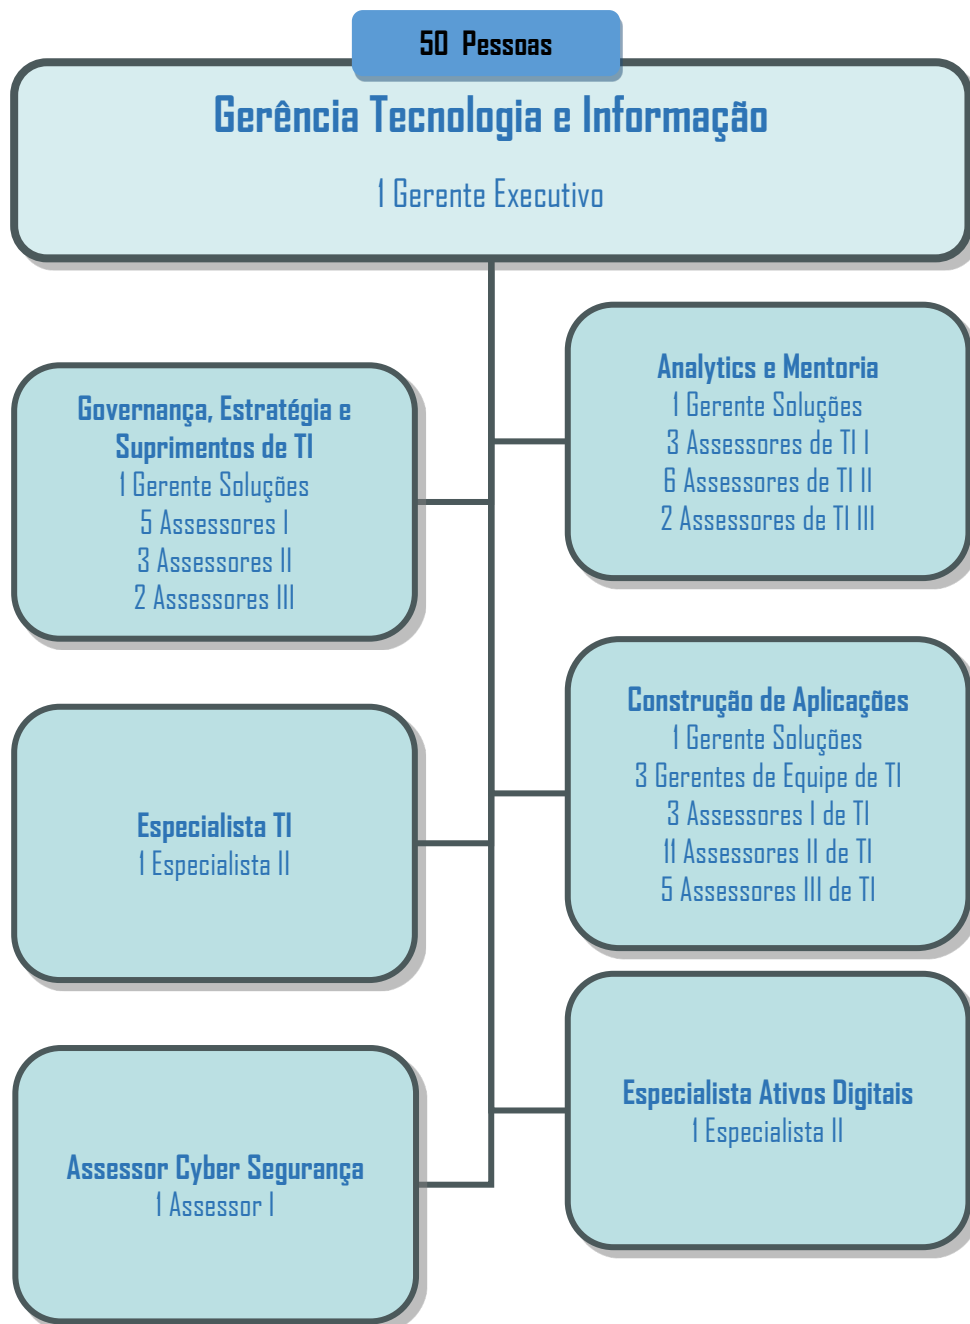 50 Pessoas
Gerência Tecnologia e Informação
1 Gerente Executivo
Governança, Estratégia e
Suprimentos de TI
1 Gerente Soluções
5 Assessores I
3 Assessores II
2 Assessores III
Analytics e Mentoria
1 Gerente Soluções
3 Assessores de TI I
6 Assessores de TI II
2 Assessores de TI III
Especialista TI
1 Especialista II
Construção de Aplicações
1 Gerente Soluções
3 Gerentes de Equipe de TI
3 Assessores I de TI
11 Assessores II de TI
5 Assessores III de TI
Assessor Cyber Segurança
1 Assessor I
Especialista Ativos Digitais
1 Especialista II